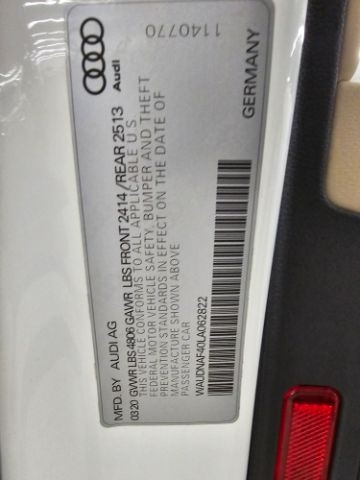 Audi
1140770
MFD. BY AUDI AG
0320 GVWR LBS 4806 GAWR LBS FRONT 2414 / REAR 2513
THIS VEHICLE CONFORMS TO ALL APPLICABLE U.S.
FEDERAL MOTOR VEHICLE SAFETY, BUMPER AND THEFT
PREVENTION STANDARDS IN EFFECT ON THE DATE OF
MANUFACTURE SHOWN ABOVE
PASSENGER CAR
WAUDNAF40LA062822
GERMANY